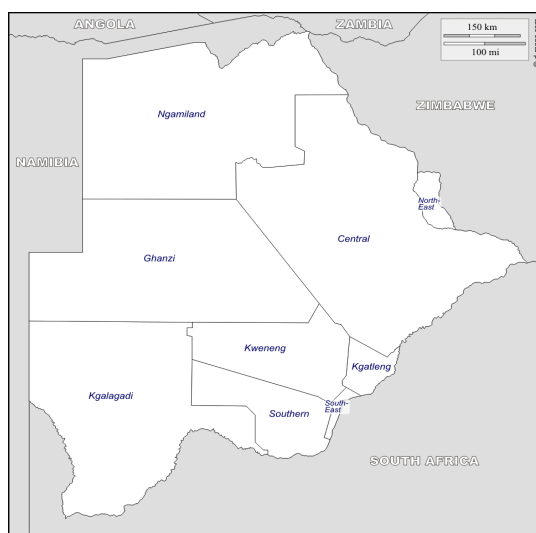 ANGOLA
ZAMBIA
150 km
100 mi
Ngamiland
ZIMBABWE
NAMIBIA
North-
East
Central
Ghanzi
Kweneng
Kgatleng
Kgalagadi
South-
East
Southern
SOUTH AFRICA